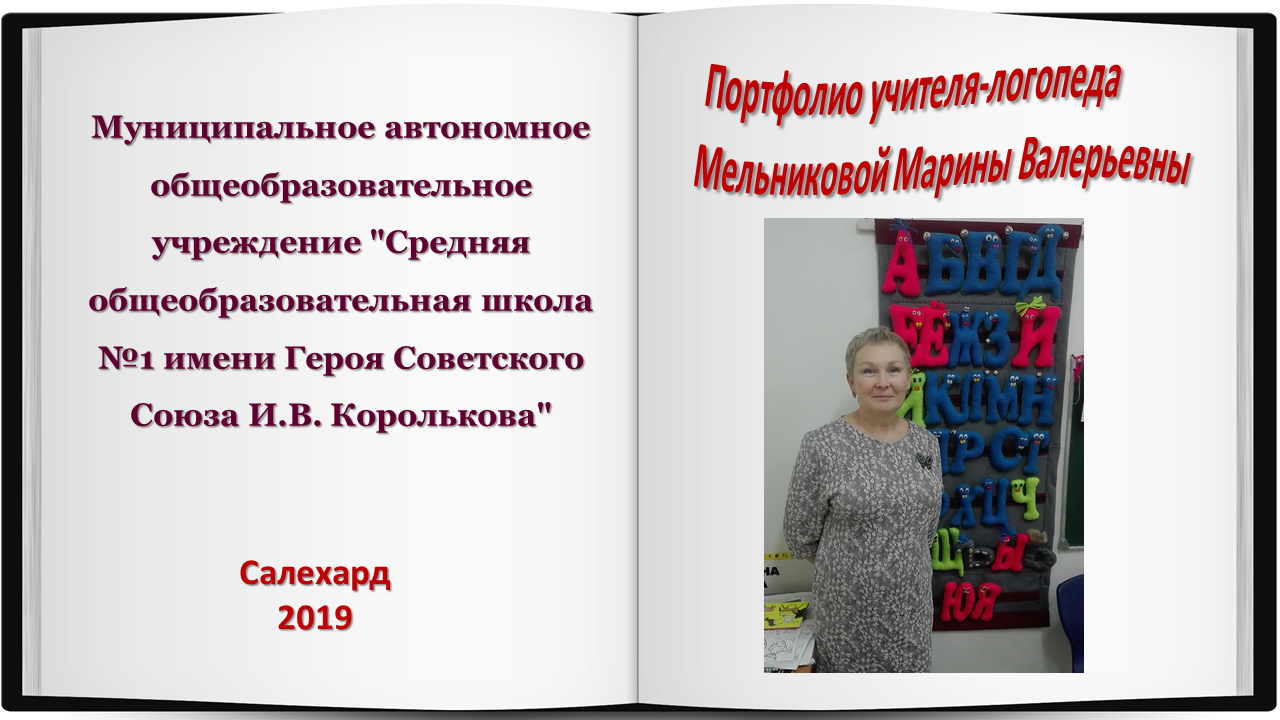 Муниципальное автономное
общеобразовательное
учреждение "Средняя
общеобразовательная школа
№1 имени Героя Советского
Союза И.В. Королькова"
Салехард
2019
Портфолио учителя-логопеда
Мельниковой Марины Валерьевны
А Б В Г Д
Е Ё Ж З И
Й К Л М Н
П Р С Т
Х Ц Ч
Щ Ь Ы Ъ
Ю Я